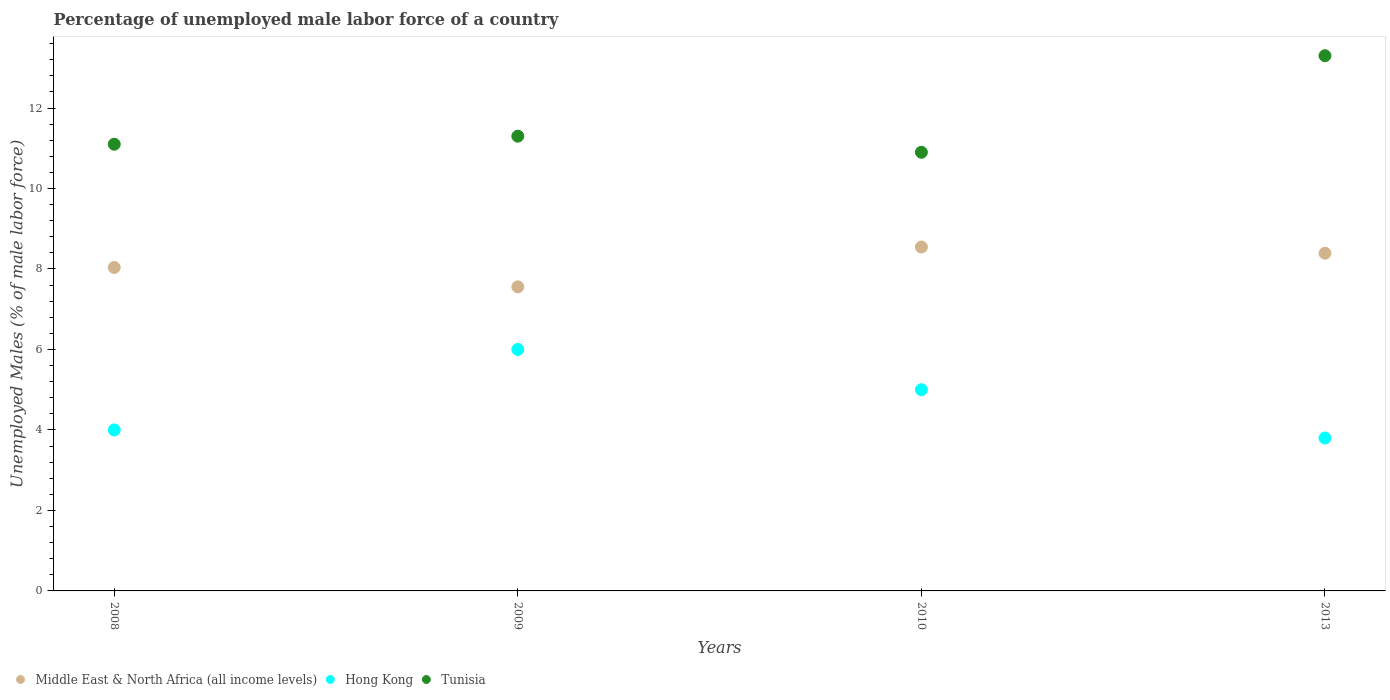 Percentage of unemployed male labor force of a country
Unemployed Males (% of male labor force)
12
10
8
6
4
2
0
2008
2009
2010
2013
Years
Middle East & North Africa (all income levels)
Hong Kong
Tunisia